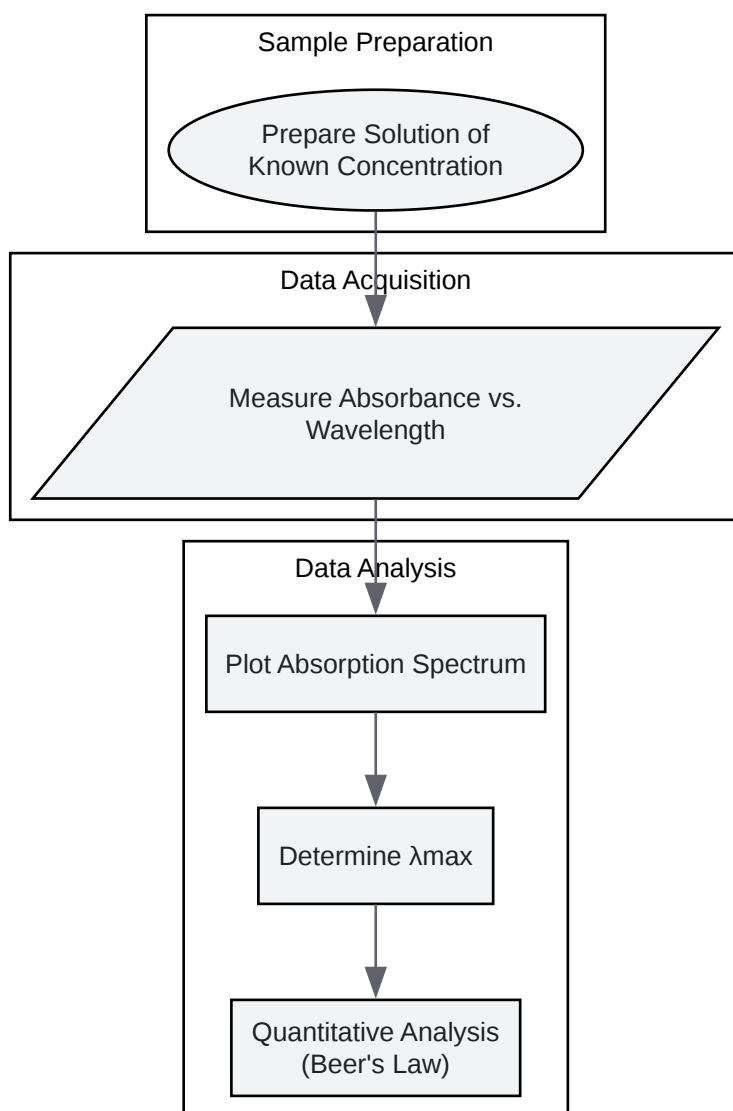 Sample Preparation
Prepare Solution of
Known Concentration
Data Acquisition
Measure Absorbance vs.
Wavelength
Data Analysis
Plot Absorption Spectrum
Determine λmax
Quantitative Analysis
(Beer's Law)